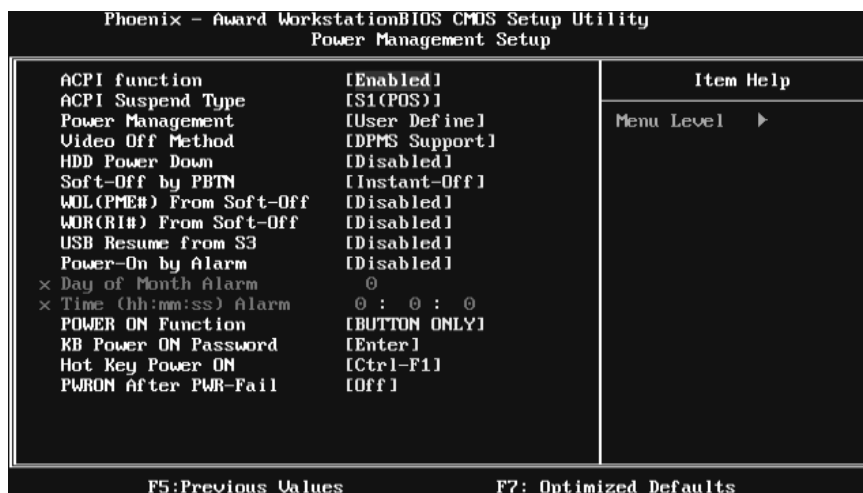 Phoenix - Award WorkstationBIOS CMOS Setup Utility
Power Management Setup
ACPI function [Enabled]
ACPI Suspend Type [S1(POS)]
Power Management [User Define]
Video Off Method [DPMS Support]
HDD Power Down [Disabled]
Soft-Off by PBTN [Instant-Off]
WOL(PME#) From Soft-Off [Disabled]
WOR(RI#) From Soft-Off [Disabled]
USB Resume from S3 [Disabled]
Power-On by Alarm [Disabled]
x Day of Month Alarm 0
x Time (hh:mm:ss) Alarm 0 : 0 : 0
POWER ON Function [BUTTON ONLY]
KB Power ON Password [Enter]
Hot Key Power ON [Ctrl-F1]
PWRON After PWR-Fail [Off]
Item Help
Menu Level ▶
F5:Previous Values F7: Optimized Defaults